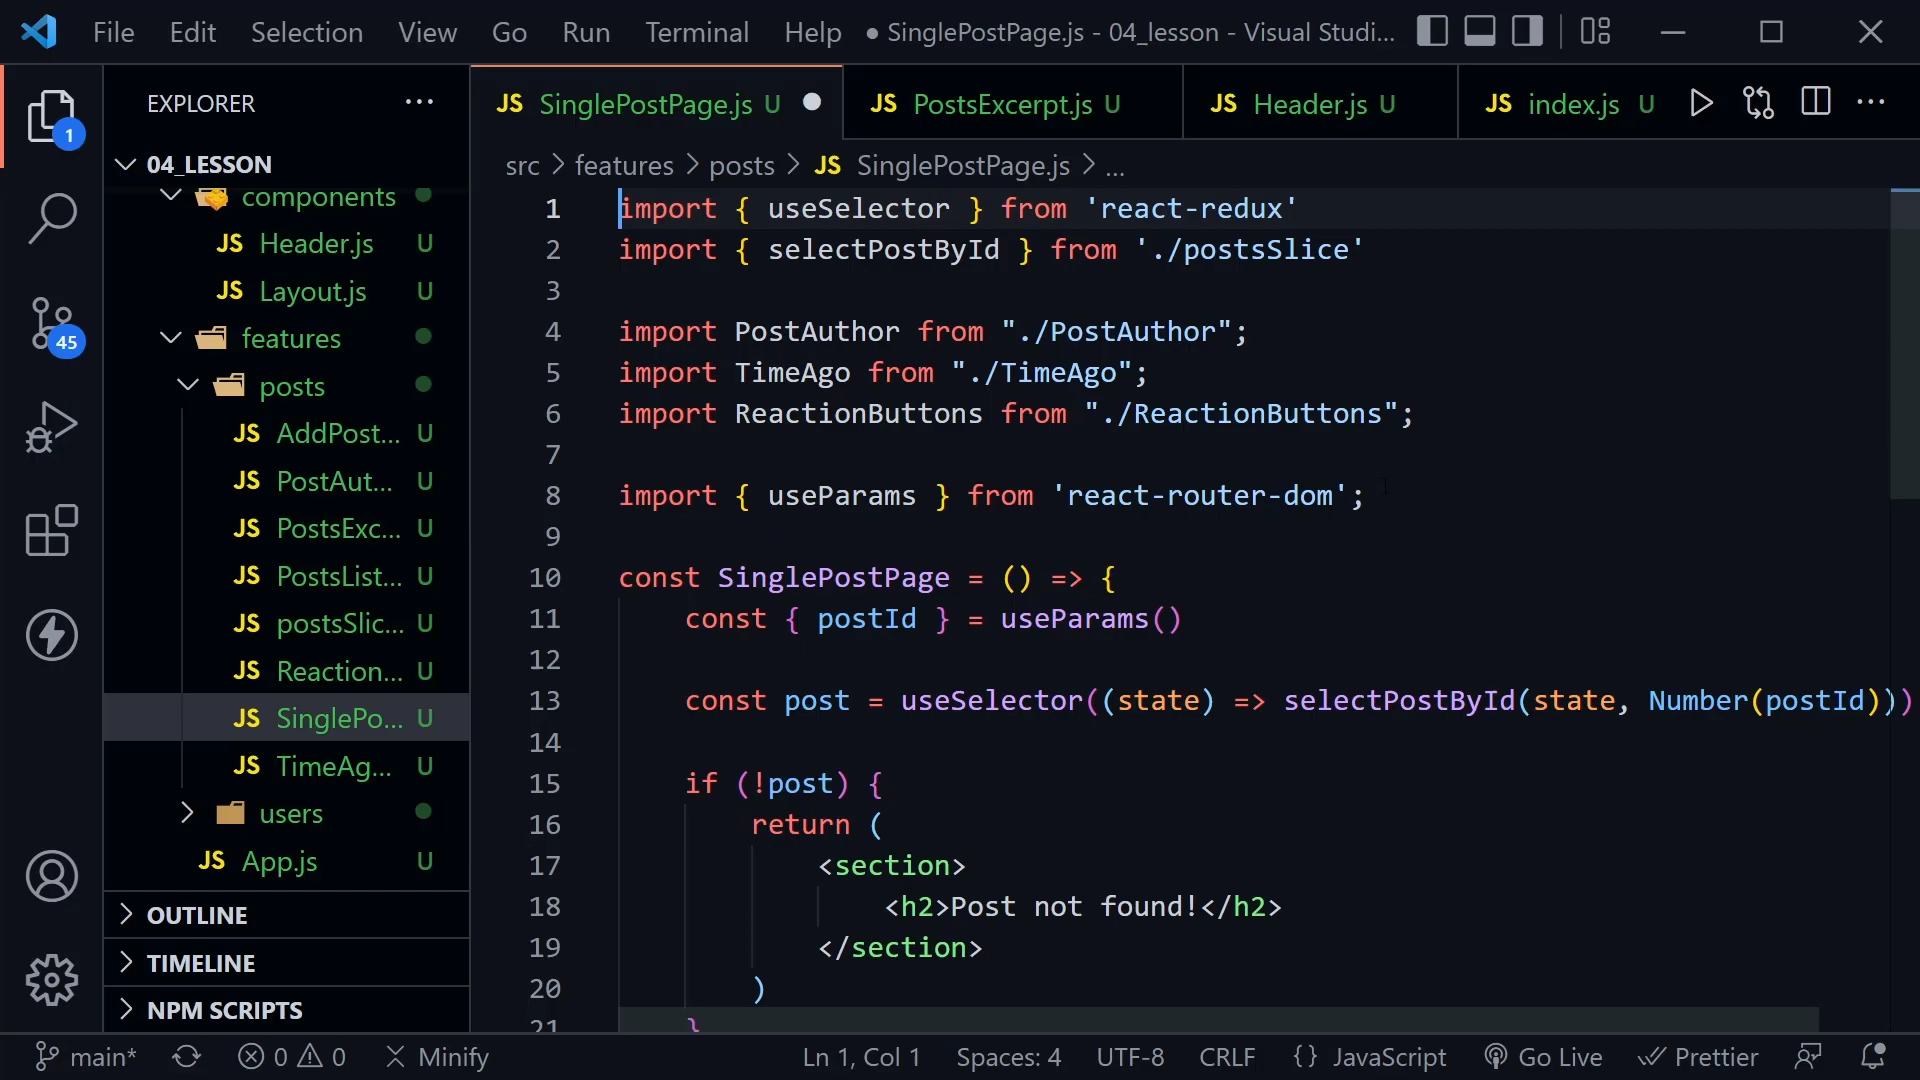 File Edit Selection View Go Run Terminal Help ● SinglePostPage.js - 04_lesson - Visual Studi...
EXPLORER ...
1
45
04_LESSON
components
JS Header.js U
JS Layout.js U
features
posts
JS AddPost... U
JS PostAut... U
JS PostsExc... U
JS PostsList... U
JS postsSlic... U
JS Reaction... U
JS SinglePo... U
JS TimeAg... U
users
JS App.js U
OUTLINE
TIMELINE
NPM SCRIPTS
JS SinglePostPage.js U ● JS PostsExcerpt.js U JS Header.js U JS index.js U ...
src > features > posts > JS SinglePostPage.js > ...
1 import { useSelector } from 'react-redux'
2 import { selectPostById } from './postsSlice'
3
4 import PostAuthor from "./PostAuthor";
5 import TimeAgo from "./TimeAgo";
6 import ReactionButtons from "./ReactionButtons";
7
8 import { useParams } from 'react-router-dom';
9
10 const SinglePostPage = () => {
11 const { postId } = useParams()
12
13 const post = useSelector((state) => selectPostById(state, Number(postId)))
14
15 if (!post) {
16 return (
17 <section>
18 <h2>Post not found!</h2>
19 </section>
20 )
21 }
main* 0 0 Minify Ln 1, Col 1 Spaces: 4 UTF-8 CRLF {} JavaScript Go Live Prettier